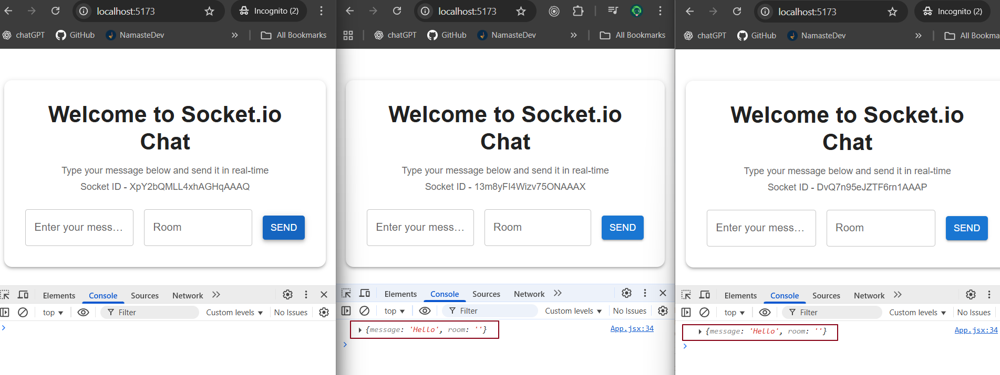 localhost:5173
Incognito (2)
chatGPT GitHub NamasteDev » All Bookmarks
Welcome to Socket.io
Chat
Type your message below and send it in real-time
Socket ID - XpY2bQMLL4xhAGHqAAAQ
Enter your mess… Room SEND
Elements Console Sources Network
top ▼ Filter Custom levels ▼ No Issues
localhost:5173
chatGPT GitHub NamasteDev » All Bookmarks
Welcome to Socket.io
Chat
Type your message below and send it in real-time
Socket ID - 13m8yFI4Wizv75ONAAAX
Enter your mess… Room SEND
Elements Console Sources Network
top ▼ Filter Custom levels ▼ No Issues
{message: 'Hello', room: ''} App.jsx:34
localhost:5173
Incognito (2)
chatGPT GitHub NamasteDev » All Bookma
Welcome to Socket.io
Chat
Type your message below and send it in real-time
Socket ID - DvQ7n95eJZTF6rn1AAAP
Enter your mess… Room SEND
Elements Console Sources Network
top ▼ Filter Custom levels ▼ No Issues
{message: 'Hello', room: ''} App.jsx:34